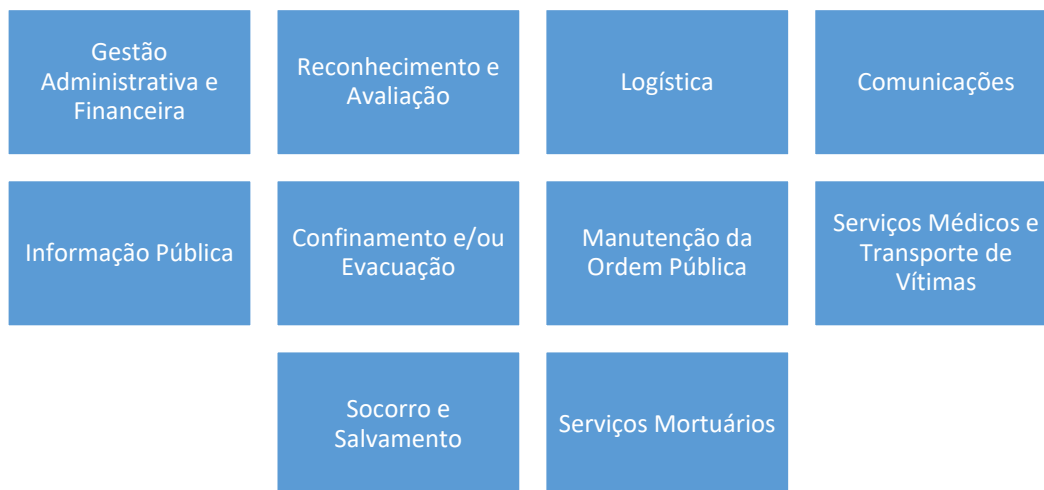 Gestão
Administrativa e
Financeira
Reconhecimento e
Avaliação
Logística
Comunicações
Informação Pública
Confinamento e/ou
Evacuação
Manutenção da
Ordem Pública
Serviços Médicos e
Transporte de
Vítimas
Socorro e
Salvamento
Serviços Mortuários